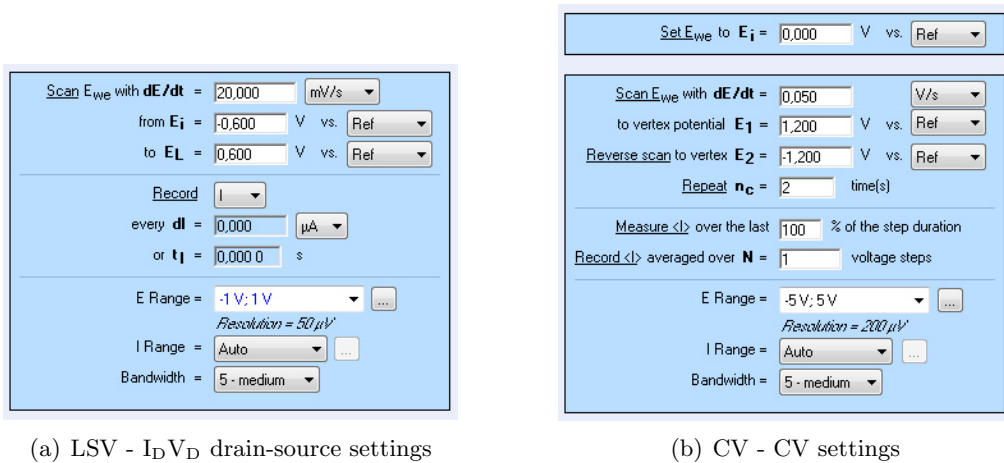 Set Ewe to Ei = 0,000 V vs. Ref
Scan Ewe with dE/dt = 20,000 mV/s
from Ei = -0,600 V vs. Ref
to EL = 0,600 V vs. Ref
Record I
every dI = 0,000 µA
or tI = 0,000 0 s
E Range = -1 V; 1 V ...
Resolution = 50 µV
I Range = Auto ...
Bandwidth = 5 - medium
Scan Ewe with dE/dt = 0,050 V/s
to vertex potential E1 = 1,200 V vs. Ref
Reverse scan to vertex E2 = -1,200 V vs. Ref
Repeat nc = 2 time(s)
Measure <I> over the last 100 % of the step duration
Record <I> averaged over N = 1 voltage steps
E Range = -5 V; 5 V ...
Resolution = 200 µV
I Range = Auto ...
Bandwidth = 5 - medium
(a) LSV - IDVD drain-source settings
(b) CV - CV settings